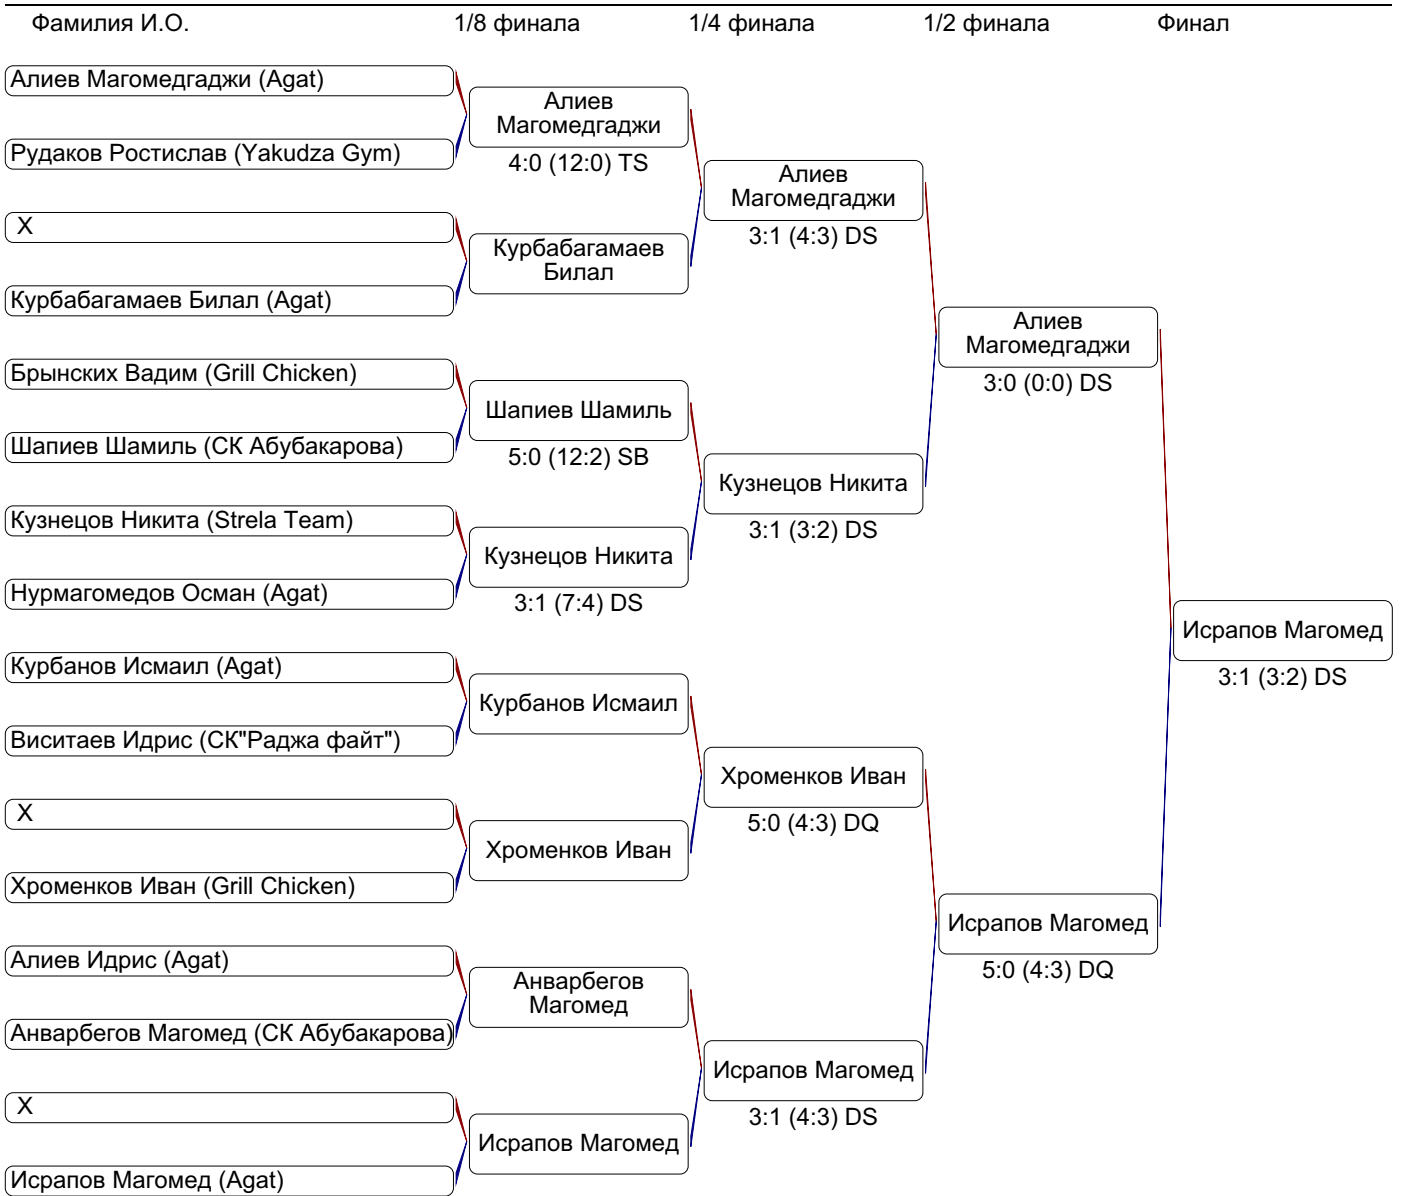 Фамилия И.О. 1/8 финала 1/4 финала 1/2 финала Финал
Алиев Магомедгаджи (Agat)
Рудаков Ростислав (Yakudza Gym)
X
Курбабагамаев Билал (Agat)
Брынских Вадим (Grill Chicken)
Шапиев Шамиль (СК Абубакарова)
Кузнецов Никита (Strela Team)
Нурмагомедов Осман (Agat)
Курбанов Исмаил (Agat)
Виситаев Идрис (СК"Раджа файт")
X
Хроменков Иван (Grill Chicken)
Алиев Идрис (Agat)
Анварбегов Магомед (СК Абубакарова)
X
Исрапов Магомед (Agat)
Алиев
Магомедгаджи
4:0 (12:0) TS
Курбабагамаев
Билал
Шапиев Шамиль
5:0 (12:2) SB
Кузнецов Никита
3:1 (7:4) DS
Курбанов Исмаил
Хроменков Иван
Анварбегов
Магомед
Исрапов Магомед
Алиев
Магомедгаджи
3:1 (4:3) DS
Кузнецов Никита
3:1 (3:2) DS
Хроменков Иван
5:0 (4:3) DQ
Исрапов Магомед
3:1 (4:3) DS
Алиев
Магомедгаджи
3:0 (0:0) DS
Исрапов Магомед
5:0 (4:3) DQ
Исрапов Магомед
3:1 (3:2) DS